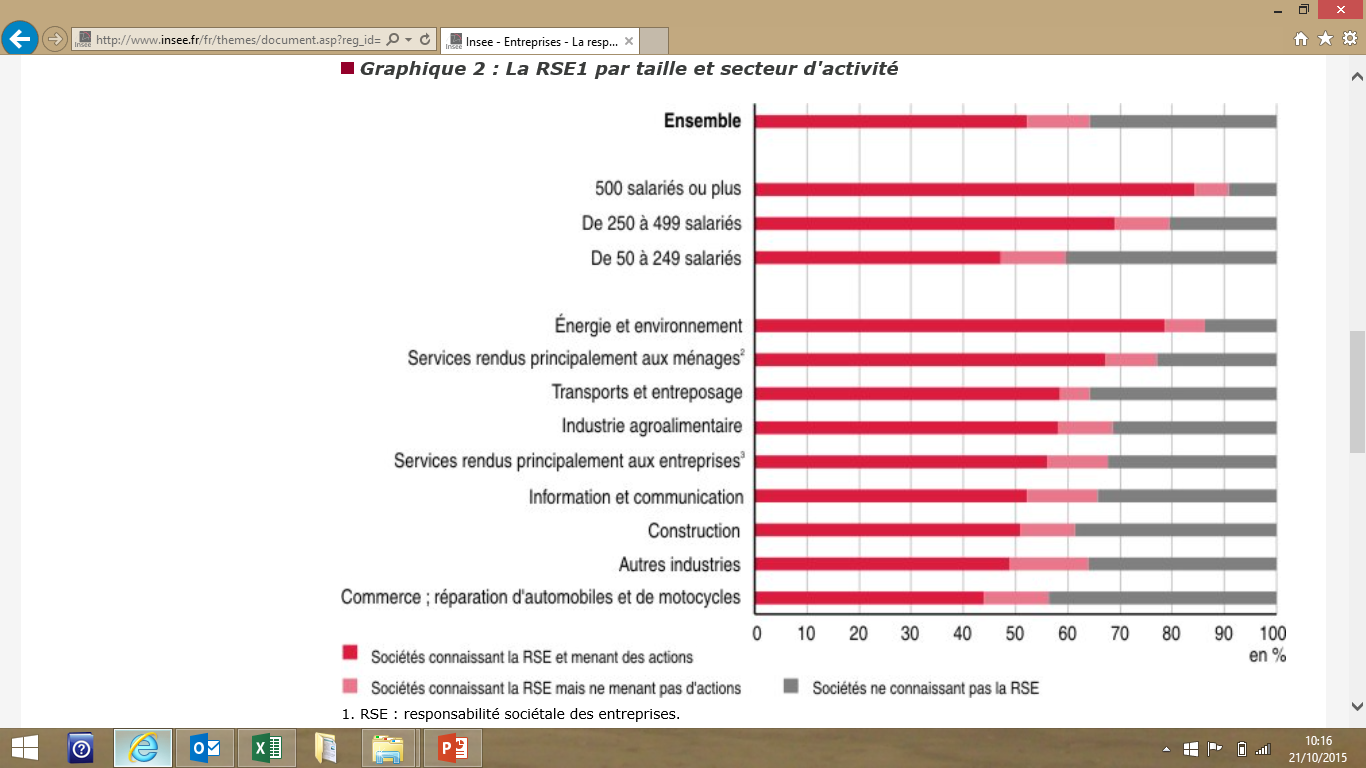 http://www.insee.fr/fr/themes/document.asp?reg_id=
Insee - Entreprises - La resp...
Graphique 2 : La RSE1 par taille et secteur d'activité
Ensemble
500 salariés ou plus
De 250 à 499 salariés
De 50 à 249 salariés
Énergie et environnement
Services rendus principalement aux ménages²
Transports et entreposage
Industrie agroalimentaire
Services rendus principalement aux entreprises³
Information et communication
Construction
Autres industries
Commerce ; réparation d'automobiles et de motocycles
0 10 20 30 40 50 60 70 80 90 100
en %
Sociétés connaissant la RSE et menant des actions
Sociétés connaissant la RSE mais ne menant pas d'actions
Sociétés ne connaissant pas la RSE
1. RSE : responsabilité sociétale des entreprises.
10:16
21/10/2015